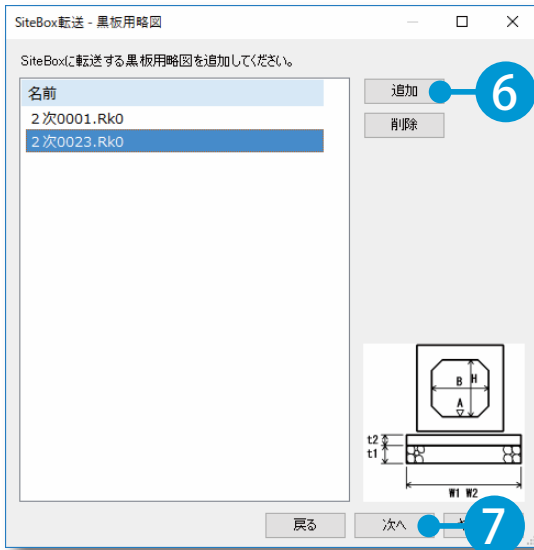 SiteBox転送 - 黒板用略図
SiteBoxに転送する黒板用略図を追加してください。
名前
追加
6
2次0001.Rk0
削除
2次0023.Rk0
B H
A
t2
t1
W1 W2
戻る
次へ
7